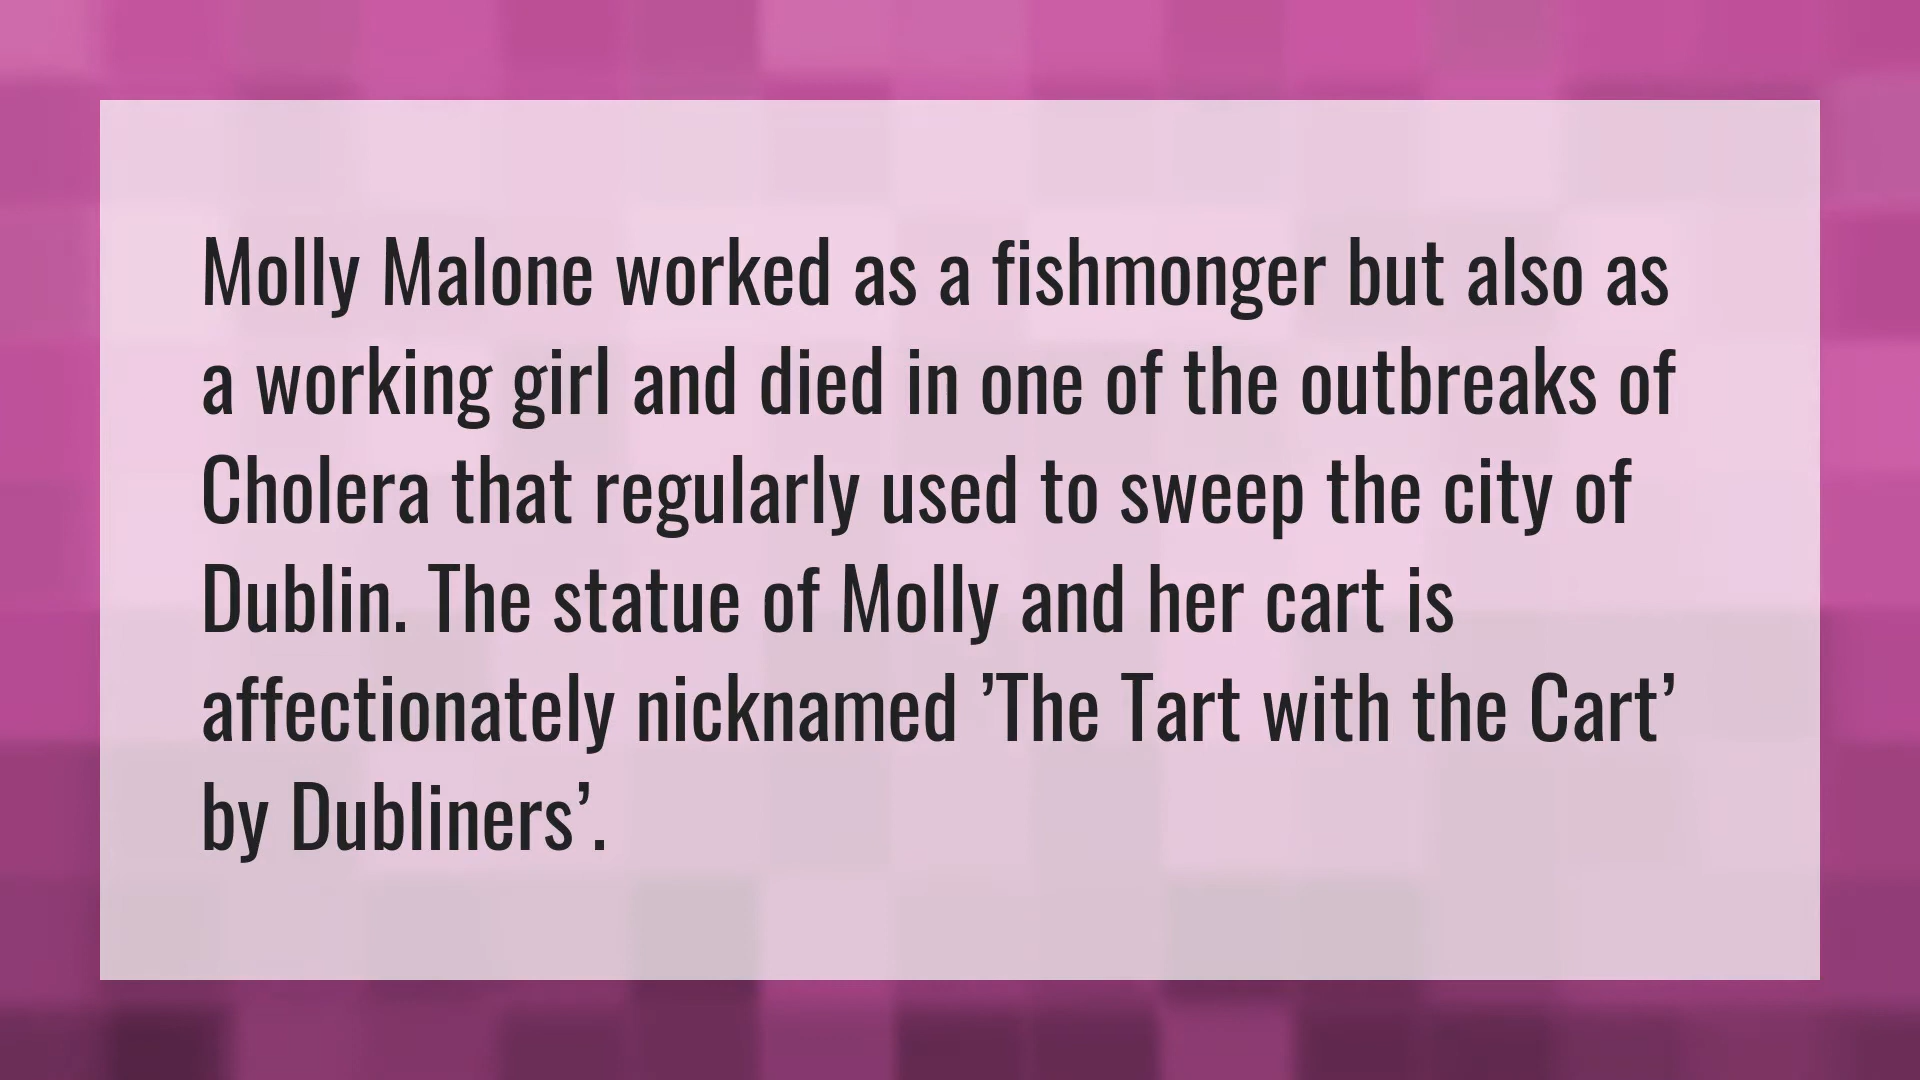 Molly Malone worked as a fishmonger but also as
a working girl and died in one of the outbreaks of
Cholera that regularly used to sweep the city of
Dublin. The statue of Molly and her cart is
affectionately nicknamed ’The Tart with the Cart’
by Dubliners’.